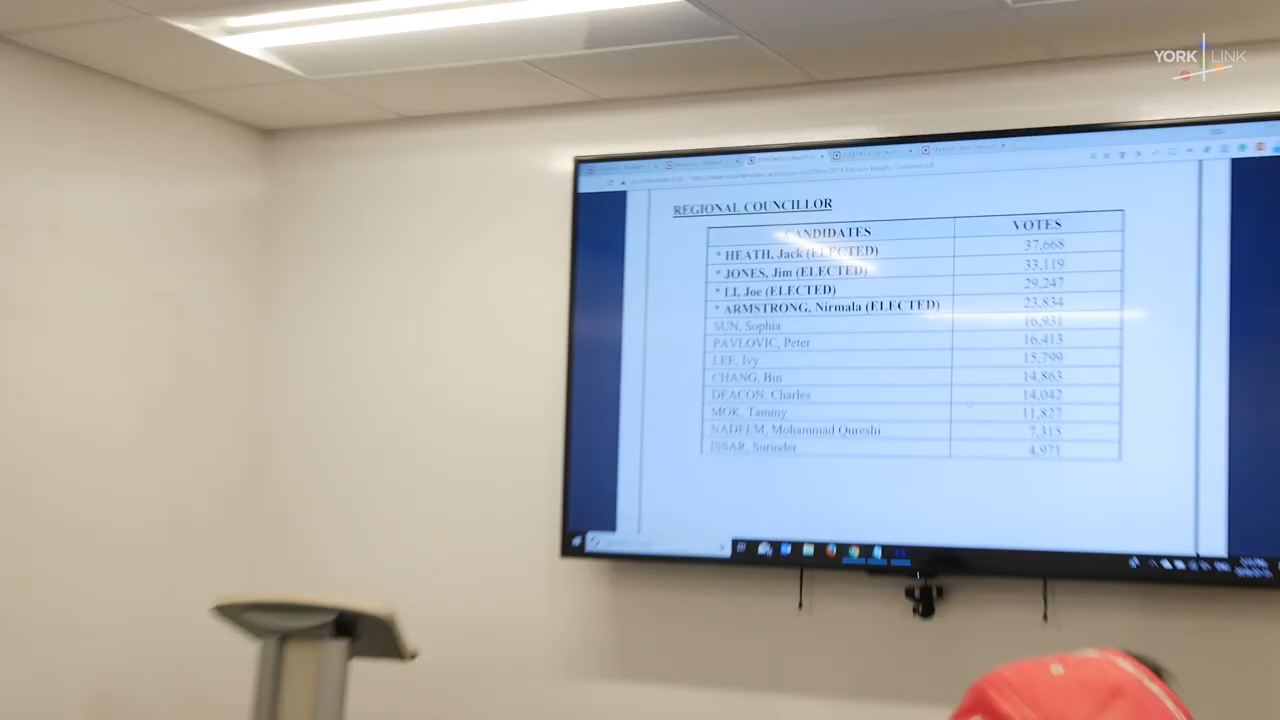 YORK LINK
REGIONAL COUNCILLOR
CANDIDATES VOTES
* HEATH, Jack (ELECTED) 37,668
* JONES, Jim (ELECTED) 33,119
* LI, Joe (ELECTED) 29,247
* ARMSTRONG, Nirmala (ELECTED) 23,834
SUN, Sophia 16,931
PAVLOVIC, Peter 16,413
LEE, Ivy 15,799
CHANG, Bin 14,863
DEACON, Charles 14,042
MOK, Tammy 11,827
NADEEM, Mohammad Qureshi 7,315
ISSAR, Surinder 4,971